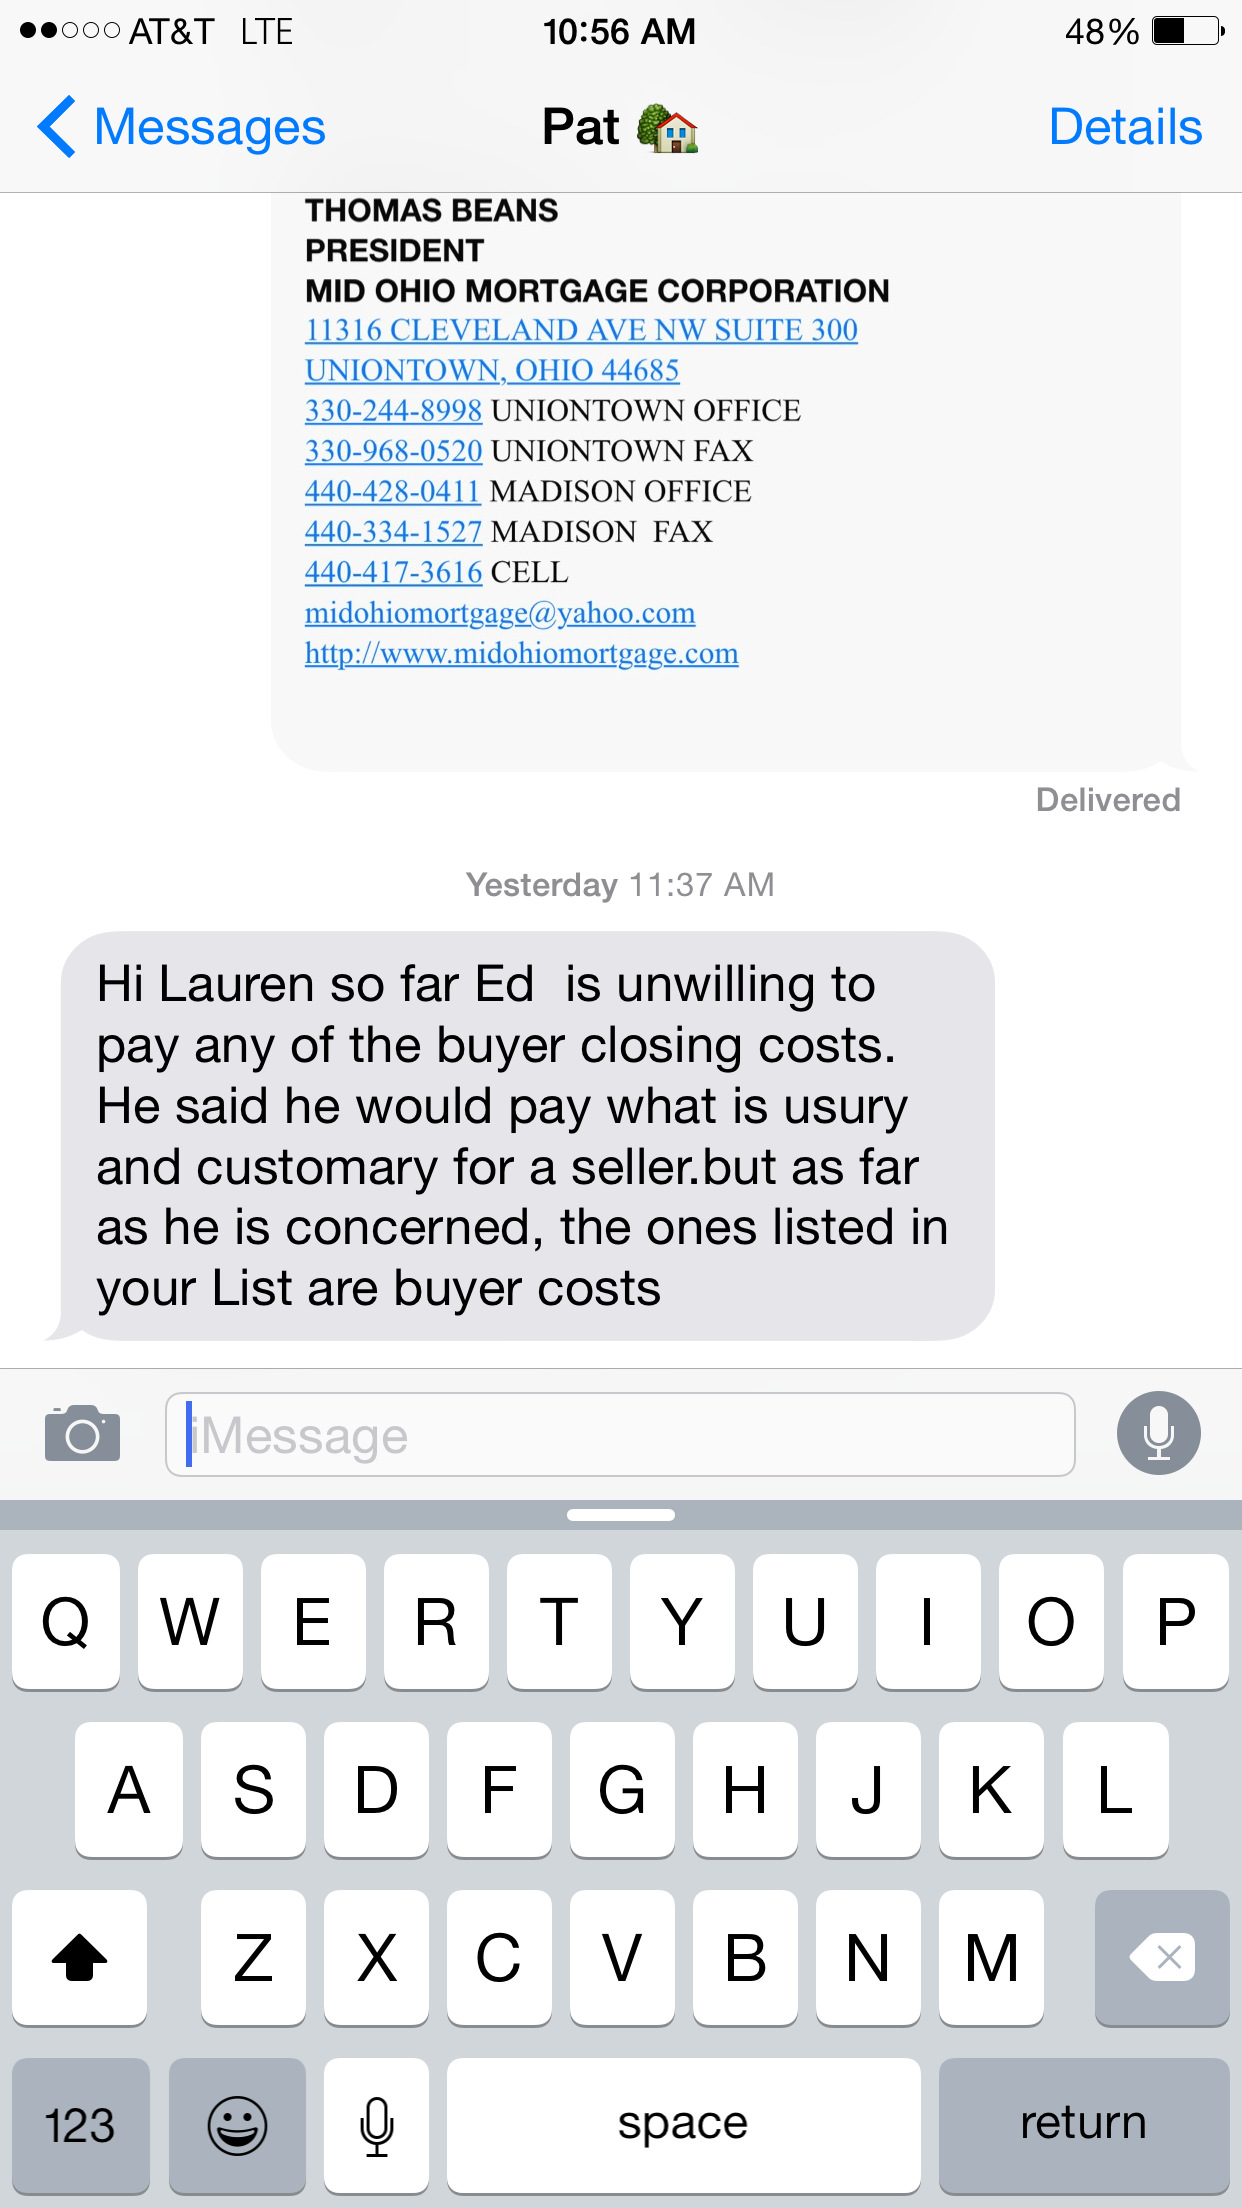 AT&T LTE 10:56 AM 48%
Messages Pat Details
THOMAS BEANS
PRESIDENT
MID OHIO MORTGAGE CORPORATION
11316 CLEVELAND AVE NW SUITE 300
UNIONTOWN, OHIO 44685
330-244-8998 UNIONTOWN OFFICE
330-968-0520 UNIONTOWN FAX
440-428-0411 MADISON OFFICE
440-334-1527 MADISON  FAX
440-417-3616 CELL
midohiomortgage@yahoo.com
http://www.midohiomortgage.com
Delivered
Yesterday 11:37 AM
Hi Lauren so far Ed  is unwilling to
pay any of the buyer closing costs.
He said he would pay what is usury
and customary for a seller.but as far
as he is concerned, the ones listed in
your List are buyer costs
iMessage
Q W E R T Y U I O P
A S D F G H J K L
Z X C V B N M
123 space return